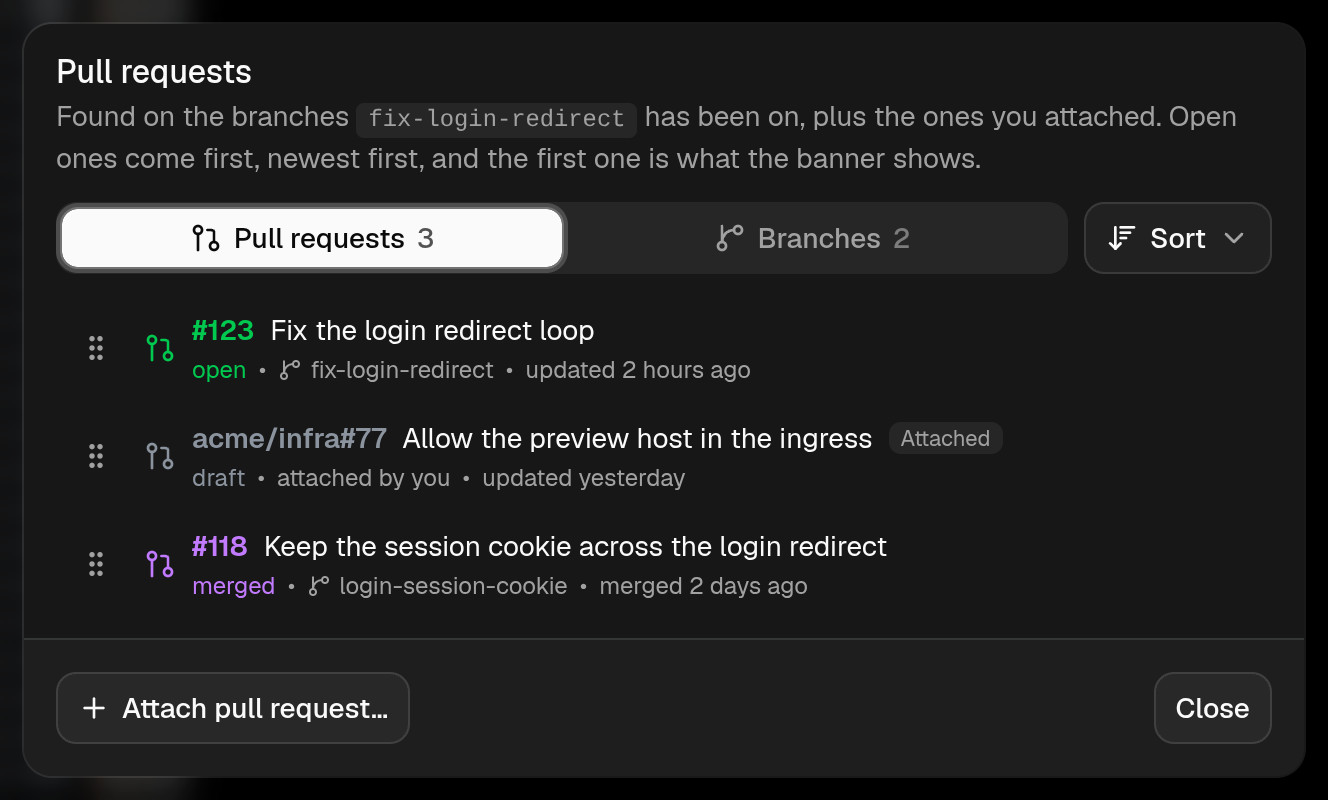 Pull requests
Found on the branches fix-login-redirect has been on, plus the ones you attached. Open
ones come first, newest first, and the first one is what the banner shows.
Pull requests 3
Branches 2
Sort
#123 Fix the login redirect loop
open • fix-login-redirect • updated 2 hours ago
acme/infra#77 Allow the preview host in the ingress Attached
draft • attached by you • updated yesterday
#118 Keep the session cookie across the login redirect
merged • login-session-cookie • merged 2 days ago
Attach pull request...
Close